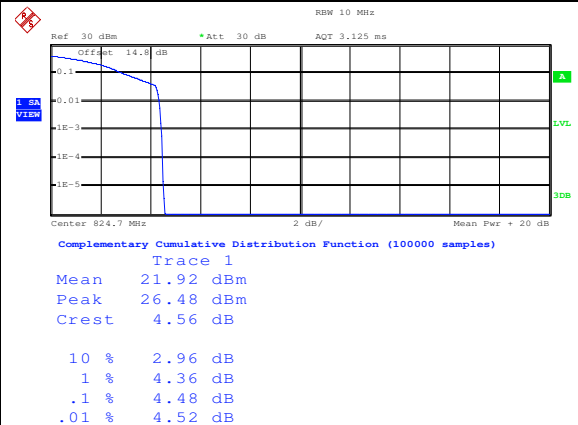 RBW 10 MHz
Ref 30 dBm *Att 30 dB AQT 3.125 ms
Offset 14.8 dB
0.1
A
0.01
1 SA
VIEW
1E-3
LVL
1E-4
1E-5
3DB
Center 824.7 MHz 2 dB/ Mean Pwr + 20 dB
Complementary Cumulative Distribution Function (100000 samples)
Trace 1
Mean 21.92 dBm
Peak 26.48 dBm
Crest 4.56 dB
10 % 2.96 dB
1 % 4.36 dB
.1 % 4.48 dB
.01 % 4.52 dB